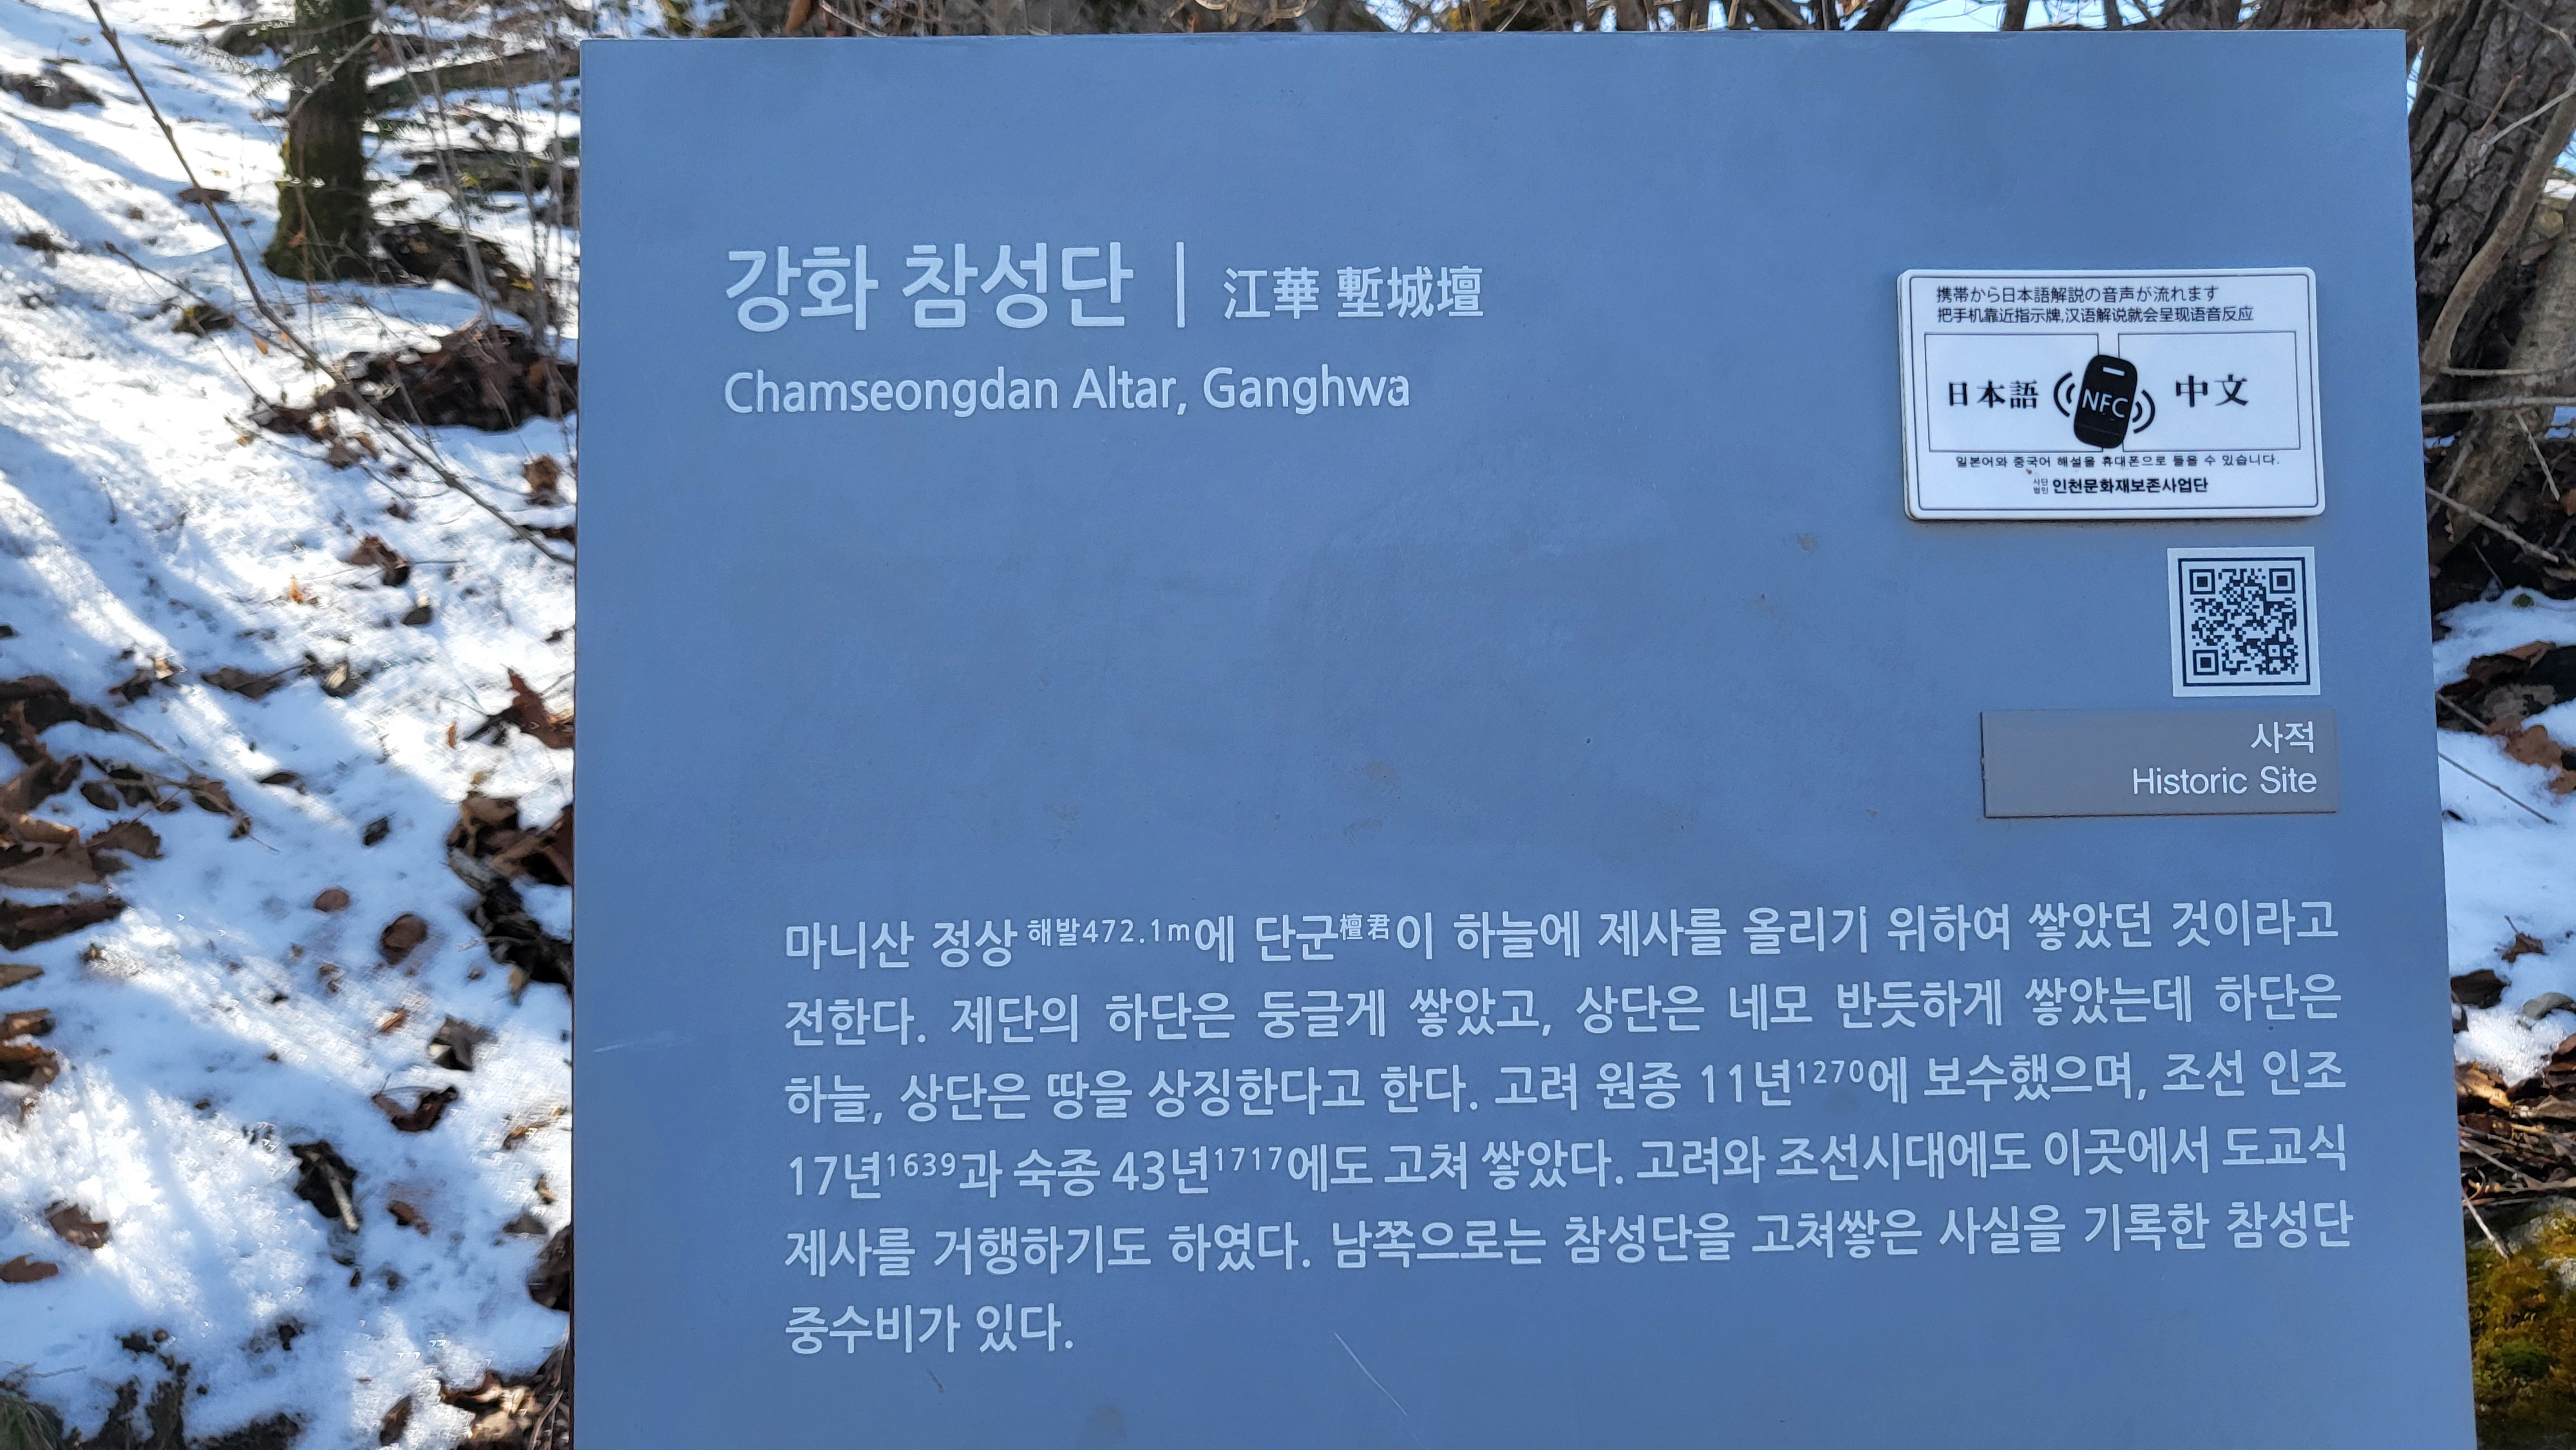 강화 참성단 | 江華 塹城壇
Chamseongdan Altar, Ganghwa
携帯から日本語解説の音声が流れます
把手机靠近指示牌,汉语解说就会呈现语音反应
日本語 NFC 中文
일본어와 중국어 해설을 휴대폰으로 들을 수 있습니다.
사단법인 인천문화재보존사업단
사적
Historic Site
마니산 정상 해발472.1m에 단군檀君이 하늘에 제사를 올리기 위하여 쌓았던 것이라고
전한다. 제단의 하단은 둥글게 쌓았고, 상단은 네모 반듯하게 쌓았는데 하단은
하늘, 상단은 땅을 상징한다고 한다. 고려 원종 11년1270에 보수했으며, 조선 인조
17년1639과 숙종 43년1717에도 고쳐 쌓았다. 고려와 조선시대에도 이곳에서 도교식
제사를 거행하기도 하였다. 남쪽으로는 참성단을 고쳐쌓은 사실을 기록한 참성단
중수비가 있다.